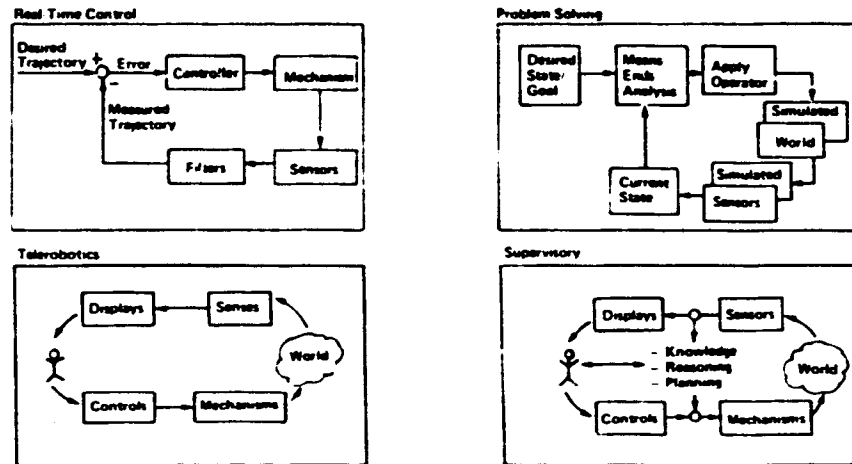 Real-Time Control
Desired
Trajectory
+
Error
Controller
Mechanism
−
Measured
Trajectory
Filters
Sensors
Problem Solving
Desired
State/
Goal
Means
Ends
Analysis
Apply
Operator
Simulated
World
Simulated
Sensors
Current
State
Telerobotics
Displays
Senses
World
Controls
Mechanisms
Supervisory
Displays
Sensors
– Knowledge
– Reasoning
– Planning
World
Controls
Mechanisms